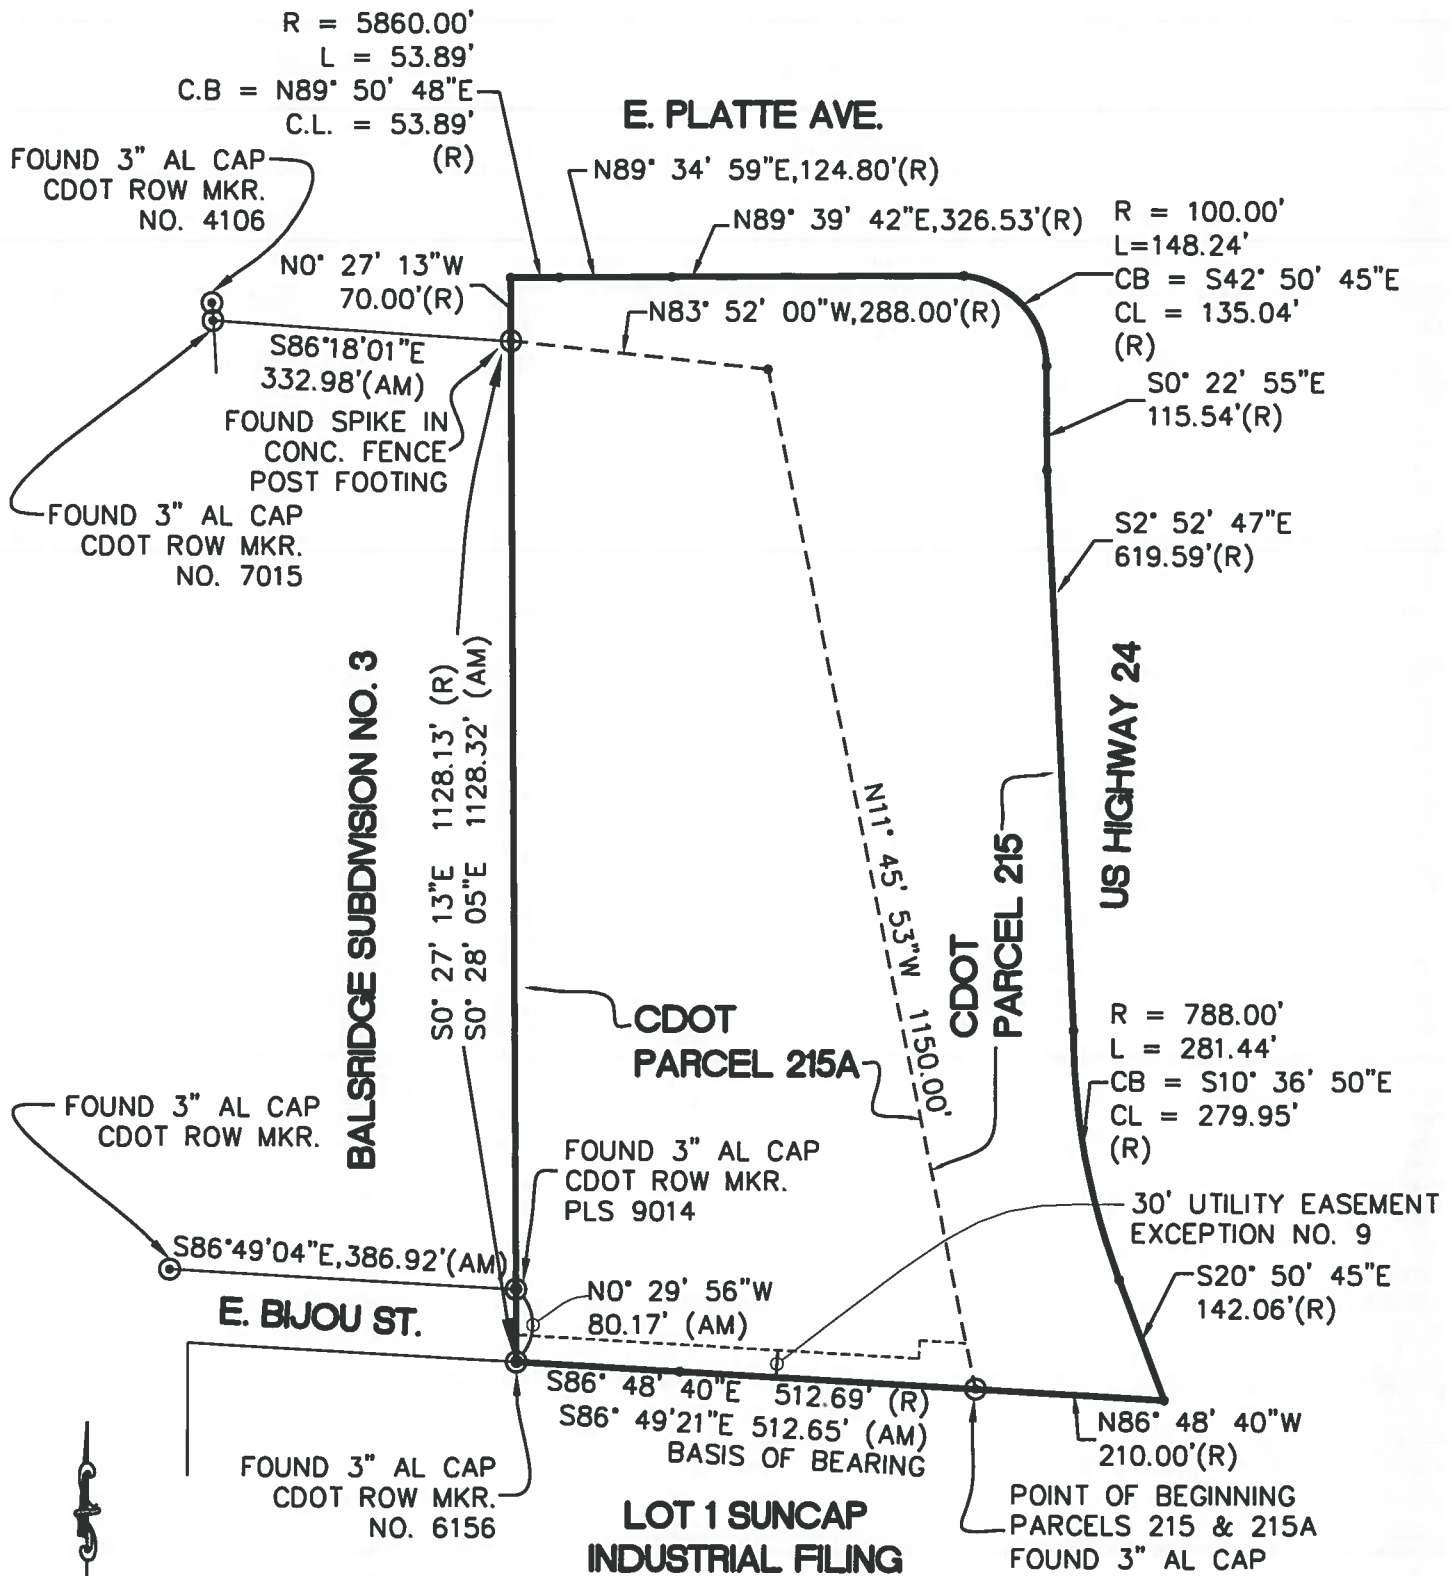 R = 5860.00'
L = 53.89'
C.B = N89° 50' 48"E
C.L. = 53.89'
(R)
E. PLATTE AVE.
FOUND 3" AL CAP
CDOT ROW MKR.
NO. 4106
N89° 34' 59"E,124.80'(R)
N89° 39' 42"E,326.53'(R)
R = 100.00'
L=148.24'
CB = S42° 50' 45"E
CL = 135.04'
(R)
N0° 27' 13"W
70.00'(R)
N83° 52' 00"W,288.00'(R)
S86°18'01"E
332.98'(AM)
S0° 22' 55"E
115.54'(R)
FOUND SPIKE IN
CONC. FENCE
POST FOOTING
FOUND 3" AL CAP
CDOT ROW MKR.
NO. 7015
S2° 52' 47"E
619.59'(R)
BALSRIDGE SUBDIVISION NO. 3
S0° 27' 13"E 1128.13' (R)
S0° 28' 05"E 1128.32' (AM)
N11° 45' 53"W 1150.00'
CDOT
PARCEL 215
US HIGHWAY 24
CDOT
PARCEL 215A
R = 788.00'
L = 281.44'
CB = S10° 36' 50"E
CL = 279.95'
(R)
FOUND 3" AL CAP
CDOT ROW MKR.
FOUND 3" AL CAP
CDOT ROW MKR.
PLS 9014
30' UTILITY EASEMENT
EXCEPTION NO. 9
S86°49'04"E,386.92'(AM)
E. BIJOU ST.
N0° 29' 56"W
80.17' (AM)
S20° 50' 45"E
142.06'(R)
S86° 48' 40"E 512.69' (R)
S86° 49'21"E 512.65' (AM)
BASIS OF BEARING
N86° 48' 40"W
210.00'(R)
FOUND 3" AL CAP
CDOT ROW MKR.
NO. 6156
LOT 1 SUNCAP
INDUSTRIAL FILING
POINT OF BEGINNING
PARCELS 215 & 215A
FOUND 3" AL CAP